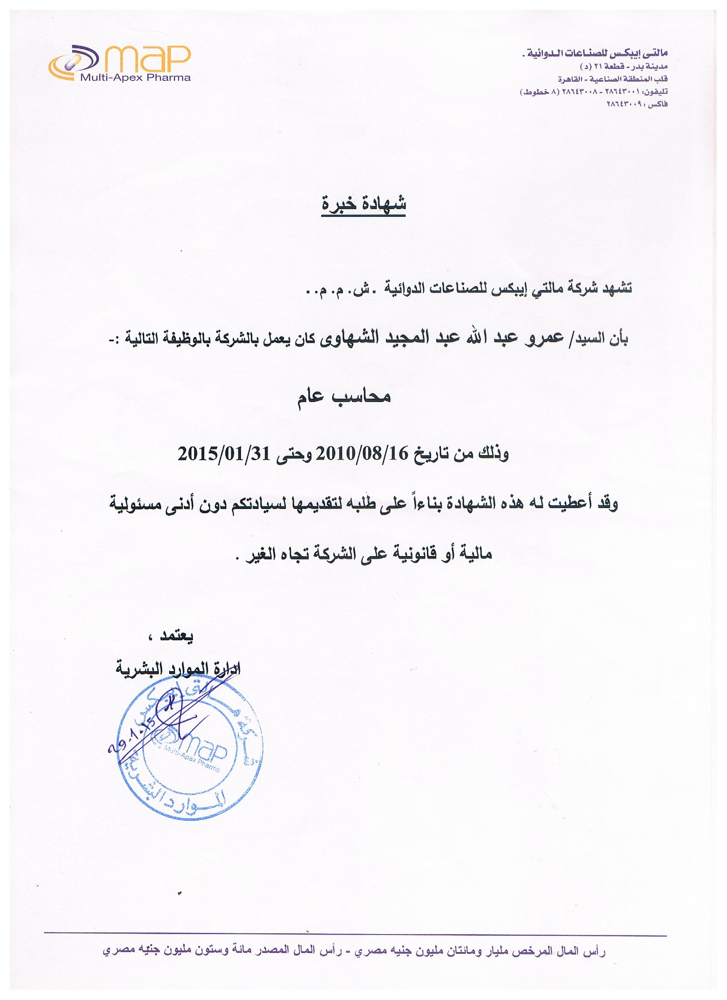 map
Multi-Apex Pharma
مالتى إيبكس للصناعات الدوائية .
مدينة بدر - قطعة ٢١ (د)
قلب المنطقة الصناعية - القاهرة
تليفون: ٢٨٦٤٣٠٠١ - ٢٨٦٤٣٠٠٨ (٨ خطوط)
فاكس : ٢٨٦٤٣٠٠٩
شهادة خبرة
تشهد شركة مالتي إيبكس للصناعات الدوائية . ش. م. م. .
بأن السيد/ عمرو عبد الله عبد المجيد الشهاوى كان يعمل بالشركة بالوظيفة التالية :-
محاسب عام
وذلك من تاريخ 2010/08/16 وحتى 2015/01/31
وقد أعطيت له هذه الشهادة بناءاً على طلبه لتقديمها لسيادتكم دون أدنى مسئولية
مالية أو قانونية على الشركة تجاه الغير .
يعتمد ،
ادارة الموارد البشرية
شركة مالتى إيبكس
29-1-15
map
Multi-Apex Pharma
الموارد البشرية
رأس المال المرخص مليار ومائتان مليون جنيه مصري - رأس المال المصدر مائة وستون مليون جنيه مصري